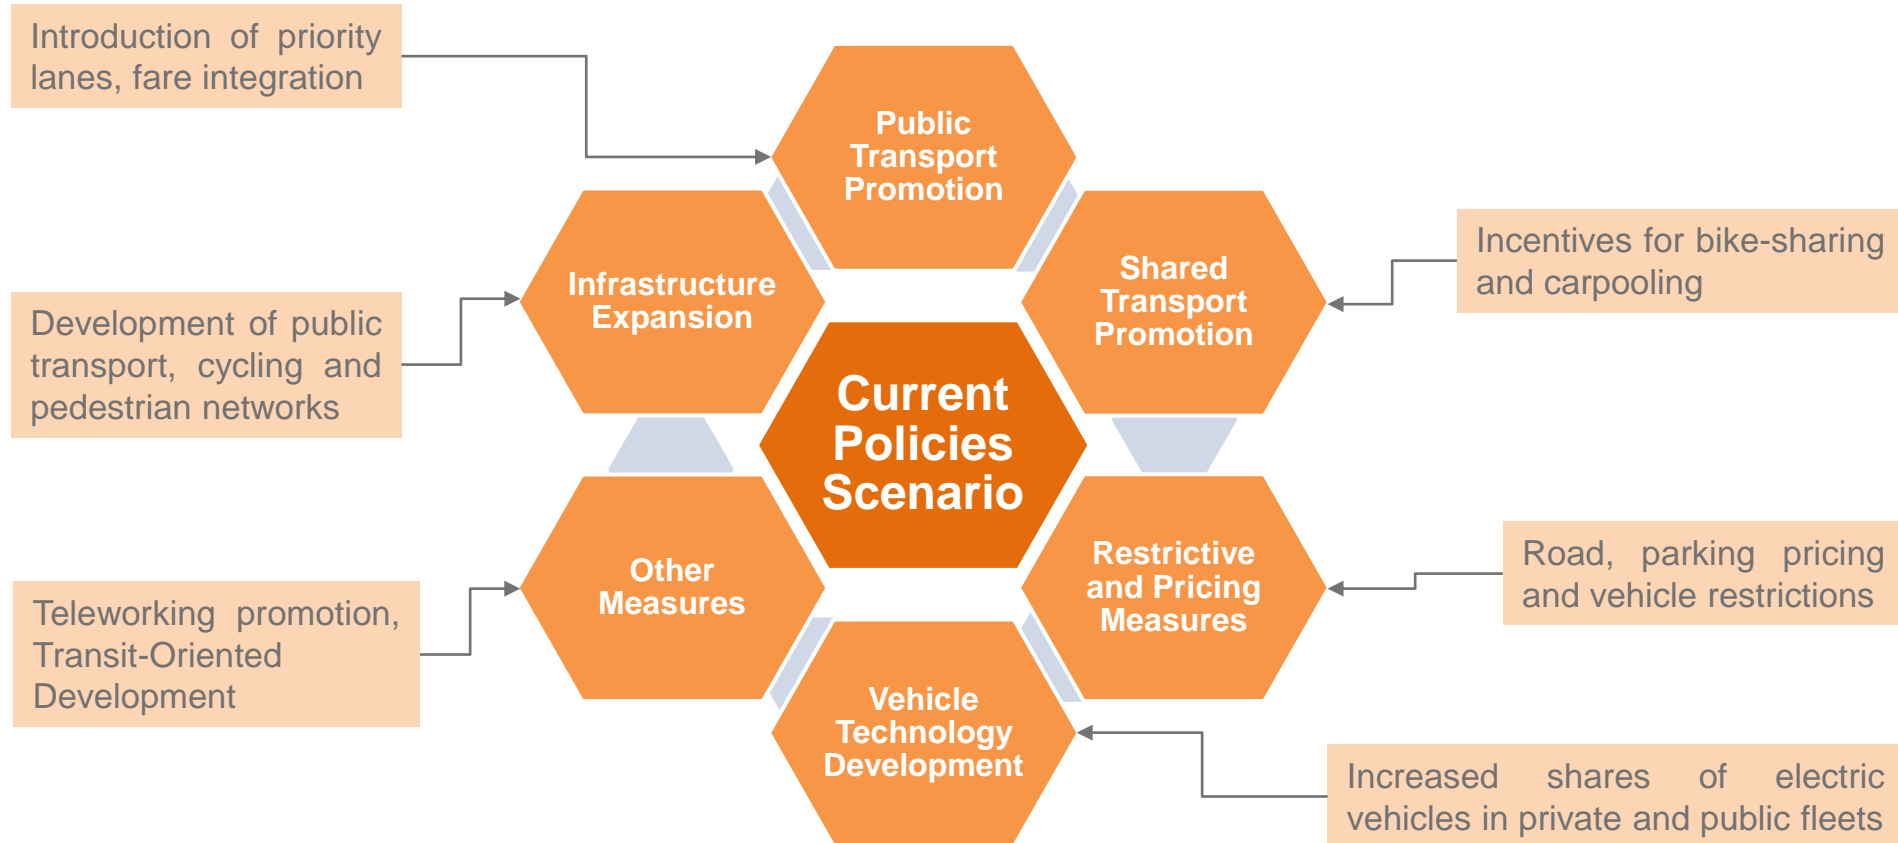 Introduction of priority
lanes, fare integration
Public
Transport
Promotion
Infrastructure
Expansion
Shared
Transport
Promotion
Incentives for bike-sharing
and carpooling
Development of public
transport, cycling and
pedestrian networks
Current
Policies
Scenario
Other
Measures
Restrictive
and Pricing
Measures
Road, parking pricing
and vehicle restrictions
Teleworking promotion,
Transit-Oriented
Development
Vehicle
Technology
Development
Increased shares of electric
vehicles in private and public fleets